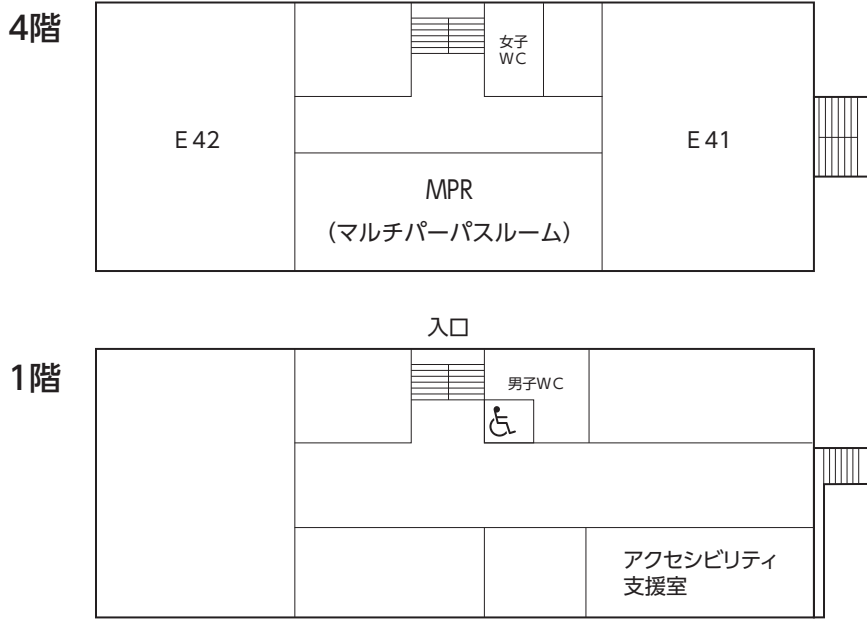 4階
女子
WC
E 42
E 41
MPR
(マルチパーパスルーム)
入口
1階
男子WC
アクセシビリティ
支援室